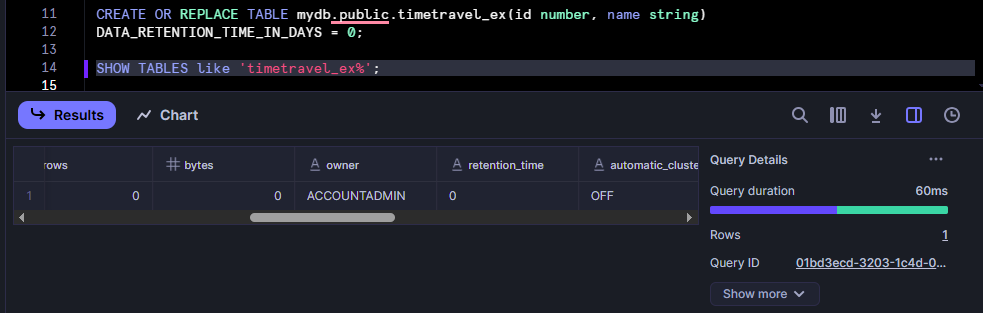 11 CREATE OR REPLACE TABLE mydb.public.timetravel_ex(id number, name string)
12 DATA_RETENTION_TIME_IN_DAYS = 0;
13
14 SHOW TABLES like 'timetravel_ex%';
15
Results Chart
rows # bytes A owner A retention_time A automatic_cluste
1 0 0 ACCOUNTADMIN 0 OFF
Query Details ...
Query duration 60ms
Rows 1
Query ID 01bd3ecd-3203-1c4d-0...
Show more